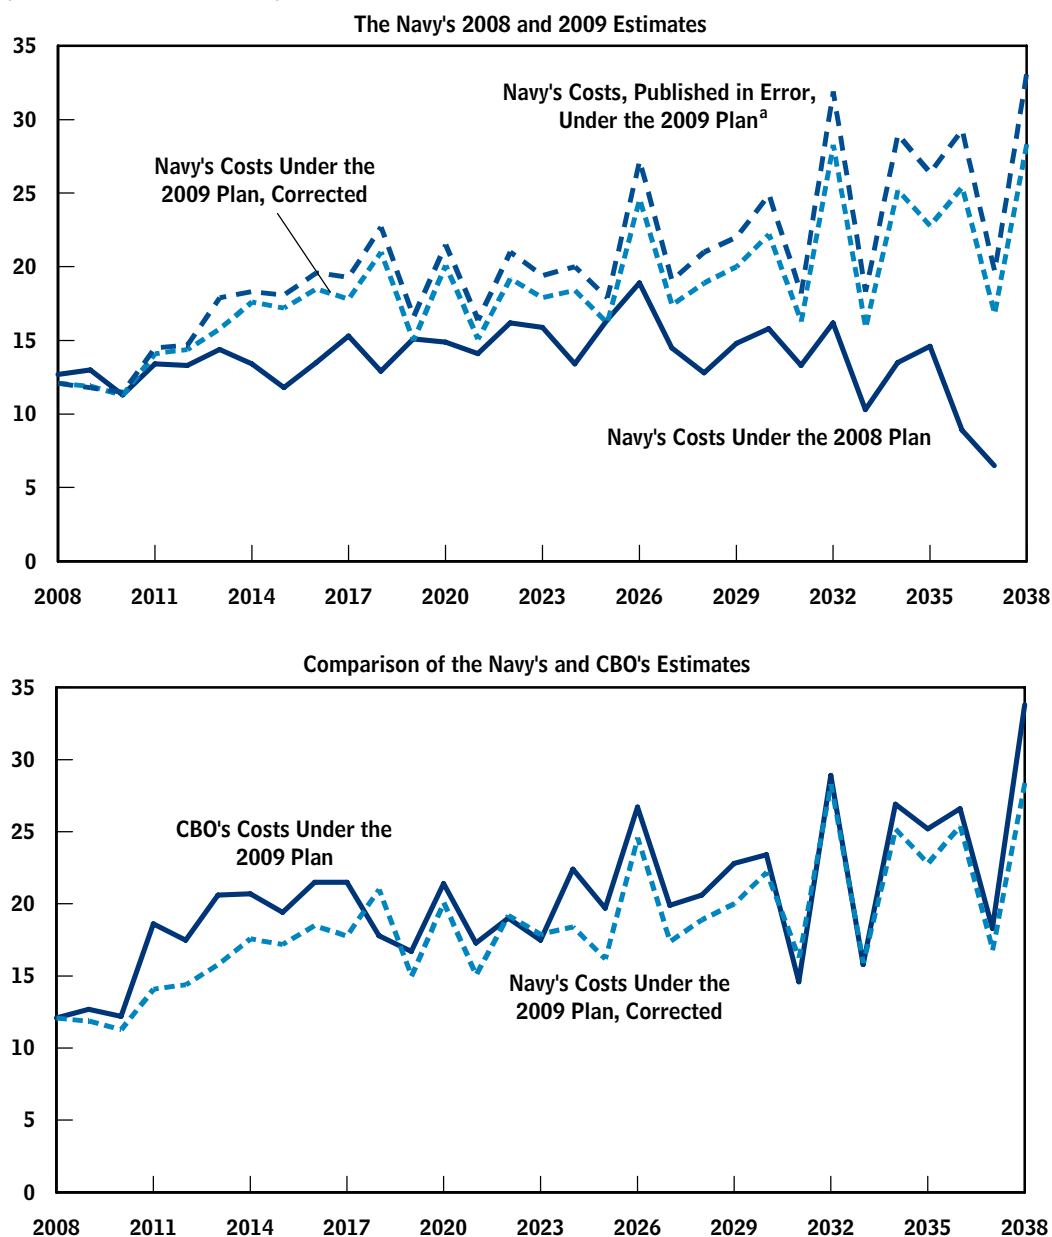 The Navy's 2008 and 2009 Estimates
35
30
25
20
15
10
5
0
Navy's Costs, Published in Error,
Under the 2009 Plana
Navy's Costs Under the
2009 Plan, Corrected
Navy's Costs Under the 2008 Plan
2008 2011 2014 2017 2020 2023 2026 2029 2032 2035 2038
Comparison of the Navy's and CBO's Estimates
35
30
25
20
15
10
5
0
CBO's Costs Under the
2009 Plan
Navy's Costs Under the
2009 Plan, Corrected
2008 2011 2014 2017 2020 2023 2026 2029 2032 2035 2038